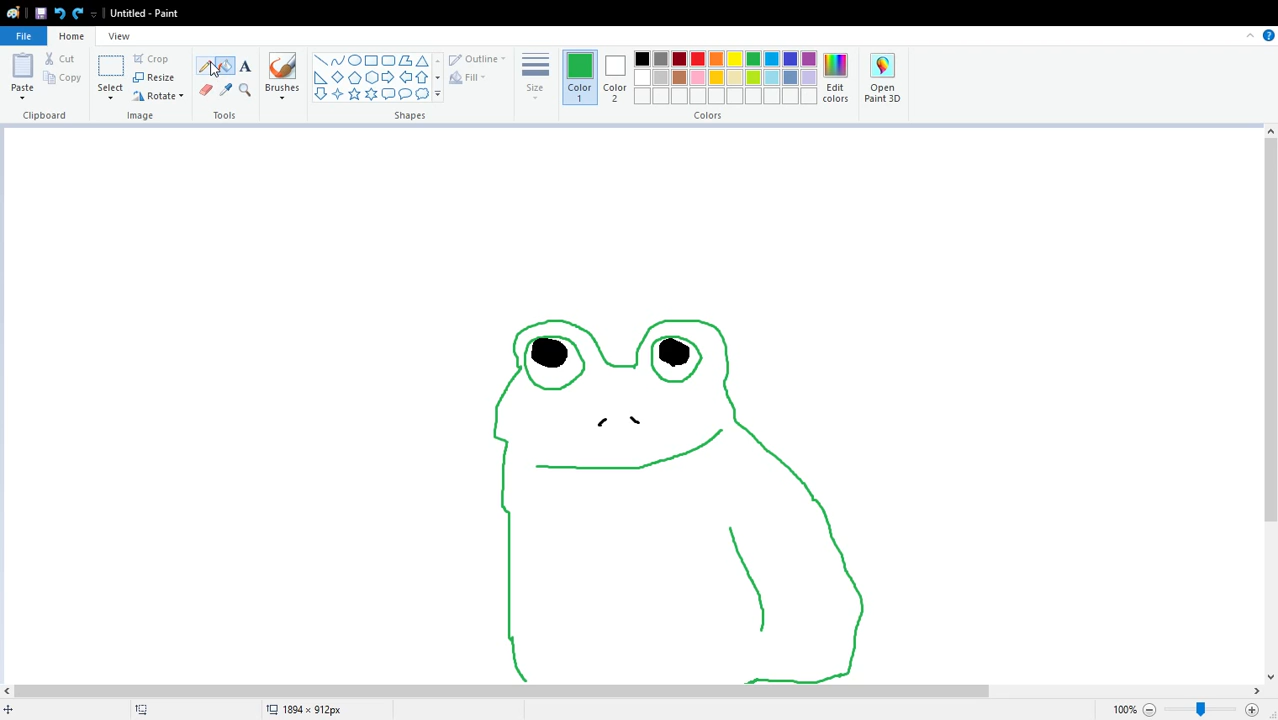 Untitled - Paint
File Home View
Paste Cut Copy Clipboard
Select Crop Resize Rotate Image
A Tools
Brushes
Outline Fill Shapes
Size
Color 1 Color 2 Edit colors Colors
Open Paint 3D
1894 × 912px 100%